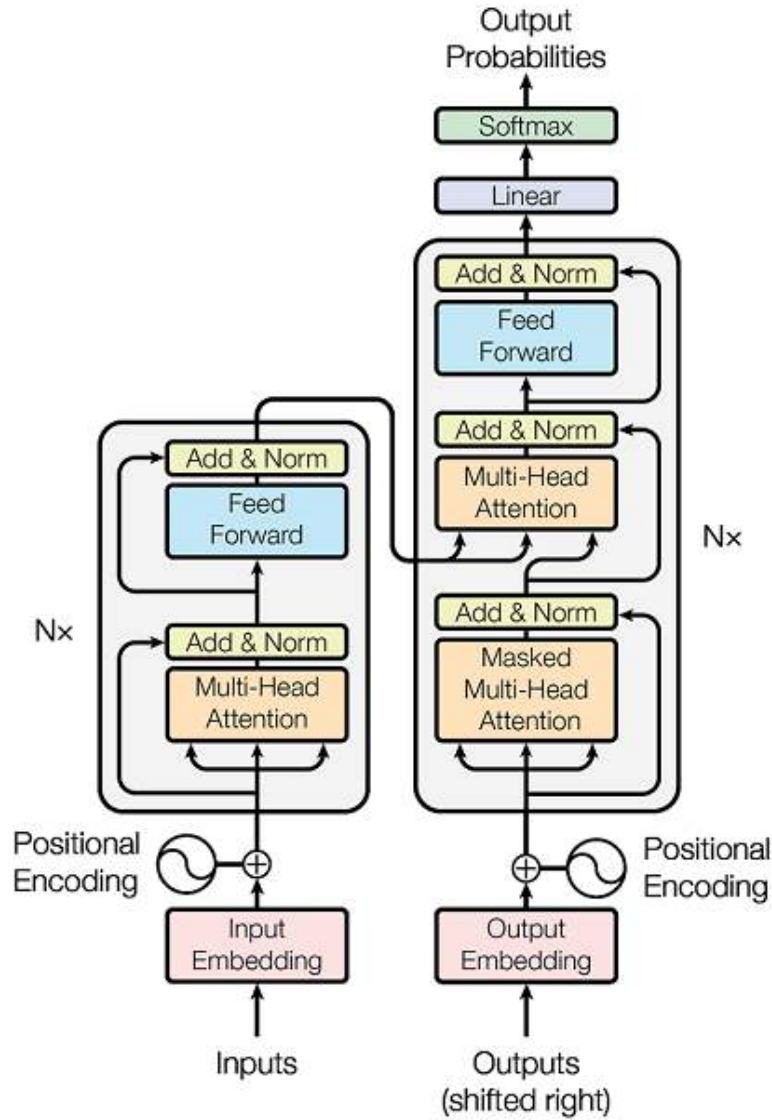 Output
Probabilities
Softmax
Linear
Add & Norm
Feed
Forward
Add & Norm
Multi-Head
Attention
Add & Norm
Masked
Multi-Head
Attention
Nx
Add & Norm
Feed
Forward
Add & Norm
Multi-Head
Attention
Nx
Positional
Encoding
Positional
Encoding
Input
Embedding
Output
Embedding
Inputs
Outputs
(shifted right)